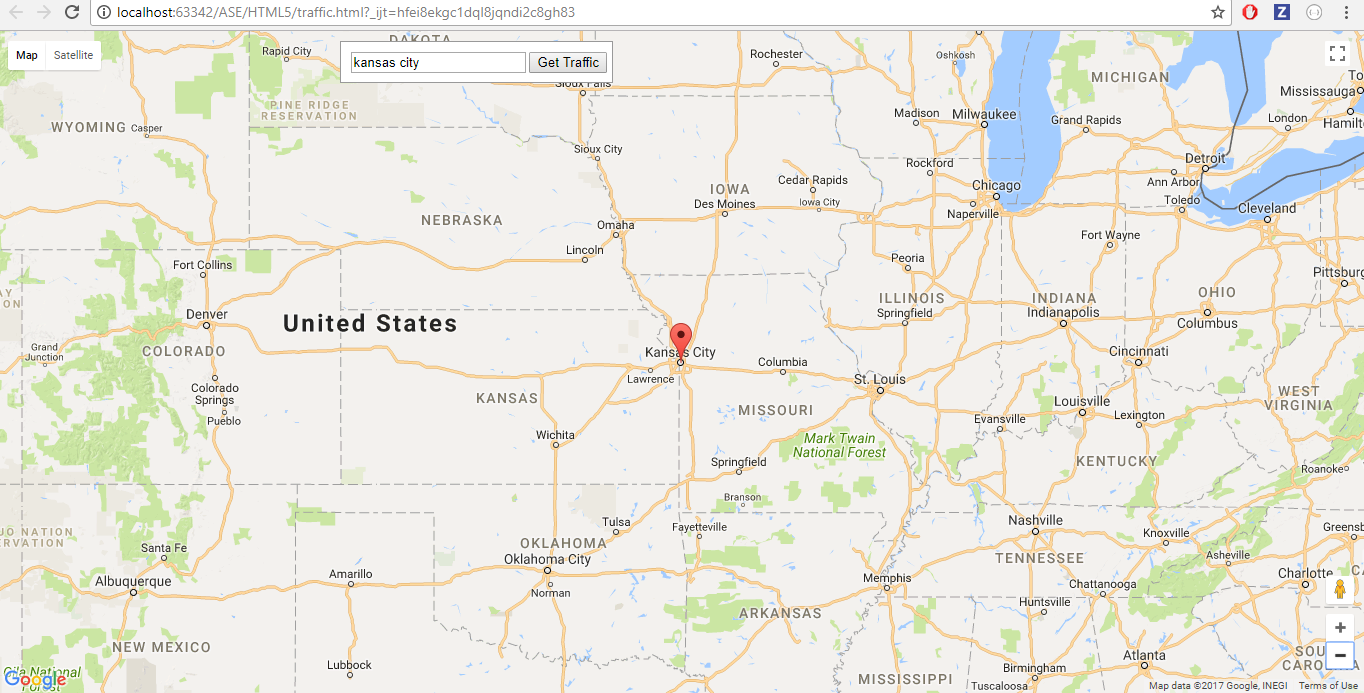 localhost:63342/ASE/HTML5/traffic.html?_ijt=hfei8ekgc1dql8jqndi2c8gh83
Map
Satellite
kansas city
Get Traffic
DAKOTA
Rapid City
Sioux Falls
Rochester
Oshkosh
MICHIGAN
To
Mississauga
PINE RIDGE
RESERVATION
WYOMING
Casper
Madison
Milwaukee
Grand Rapids
London
Hamilt
Sioux City
Rockford
Detroit
IOWA
Cedar Rapids
Chicago
Ann Arbor
Des Moines
Iowa City
Naperville
Toledo
Cleveland
NEBRASKA
Omaha
Fort Wayne
Lincoln
Peoria
Fort Collins
Pittsburg
ILLINOIS
Springfield
INDIANA
Indianapolis
OHIO
Columbus
Denver
United States
Grand
Junction
COLORADO
Kansas City
Columbia
Cincinnati
Lawrence
St. Louis
Colorado
Springs
KANSAS
MISSOURI
Louisville
WEST
VIRGINIA
Pueblo
Evansville
Lexington
Wichita
Mark Twain
National Forest
Springfield
KENTUCKY
Roanoke
Branson
JO NATION
ERVATION
Tulsa
Fayetteville
Nashville
Greensb
Santa Fe
OKLAHOMA
Oklahoma City
Knoxville
TENNESSEE
Asheville
Albuquerque
Amarillo
Memphis
Chattanooga
Charlotte
Norman
Huntsville
ARKANSAS
NEW MEXICO
Atlanta
SOU
CAROL
Lubbock
Birmingham
Gila National
Forest
Google
MISSISSIPPI
Tuscaloosa
Map data ©2017 Google, INEGI
Terms of Use